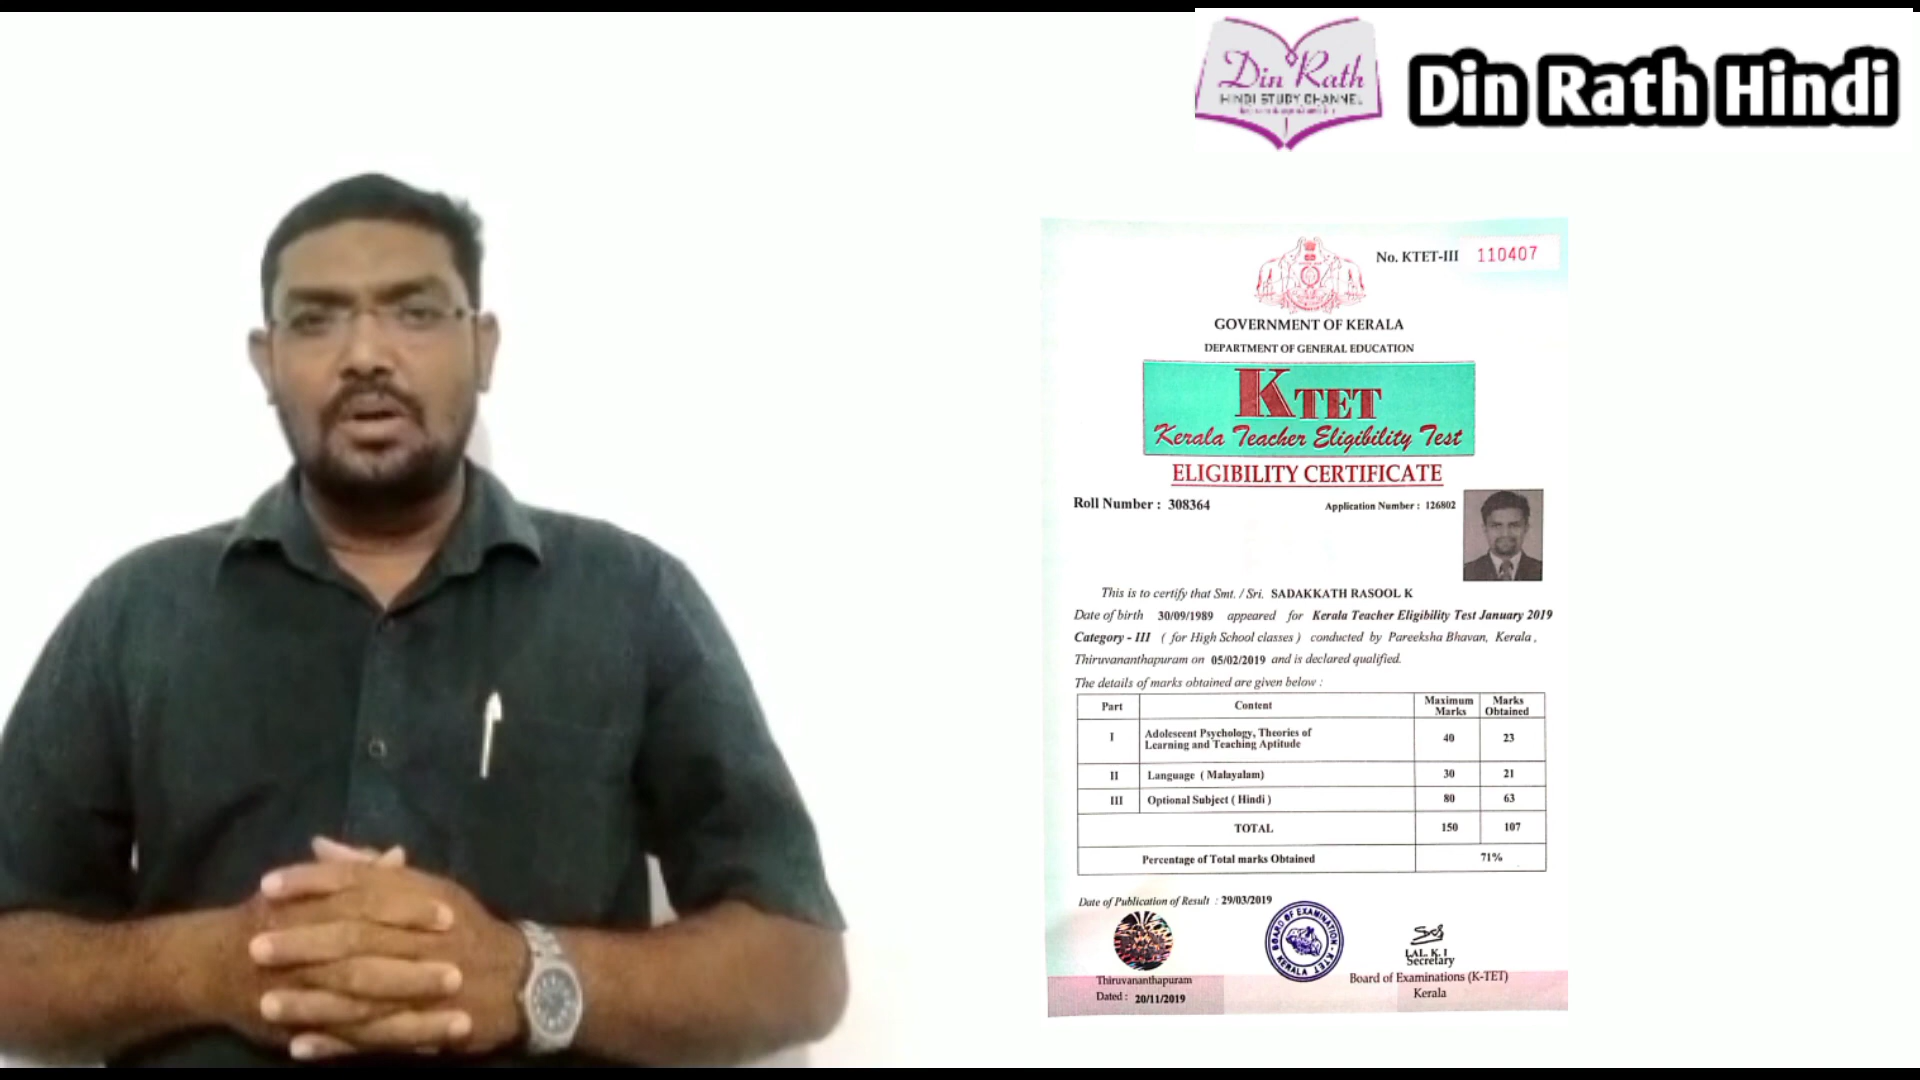 Din Rath
HINDI STUDY CHANNEL
Din Rath Hindi
No. KTET-III 110407
GOVERNMENT OF KERALA
DEPARTMENT OF GENERAL EDUCATION
KTET
Kerala Teacher Eligibility Test
ELIGIBILITY CERTIFICATE
Roll Number : 308364 Application Number : 126802
This is to certify that Smt. / Sri. SADAKKATH RASOOL K
Date of birth 30/09/1989 appeared for Kerala Teacher Eligibility Test January 2019
Category - III ( for High School classes ) conducted by Pareeksha Bhavan, Kerala ,
Thiruvananthapuram on 05/02/2019 and is declared qualified.
The details of marks obtained are given below :
Part Content Maximum Marks Marks Obtained
I Adolescent Psychology, Theories of
Learning and Teaching Aptitude 40 23
II Language ( Malayalam) 30 21
III Optional Subject ( Hindi ) 80 63
TOTAL 150 107
Percentage of Total marks Obtained 71%
Date of Publication of Result : 29/03/2019
BOARD OF EXAMINATION - KTET
KERALA
LAL. K. I
Secretary
Thiruvananthapuram Board of Examinations (K-TET)
Dated : 20/11/2019 Kerala